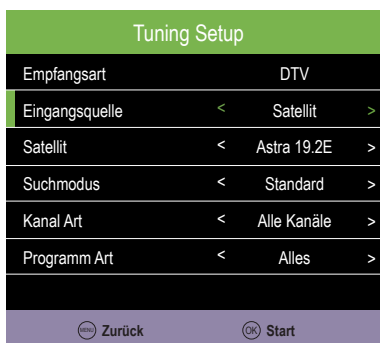 Tuning Setup
Empfangsart DTV
Eingangsquelle < Satellit >
Satellit < Astra 19.2E >
Suchmodus < Standard >
Kanal Art < Alle Kanäle >
Programm Art < Alles >
MENU Zurück OK Start